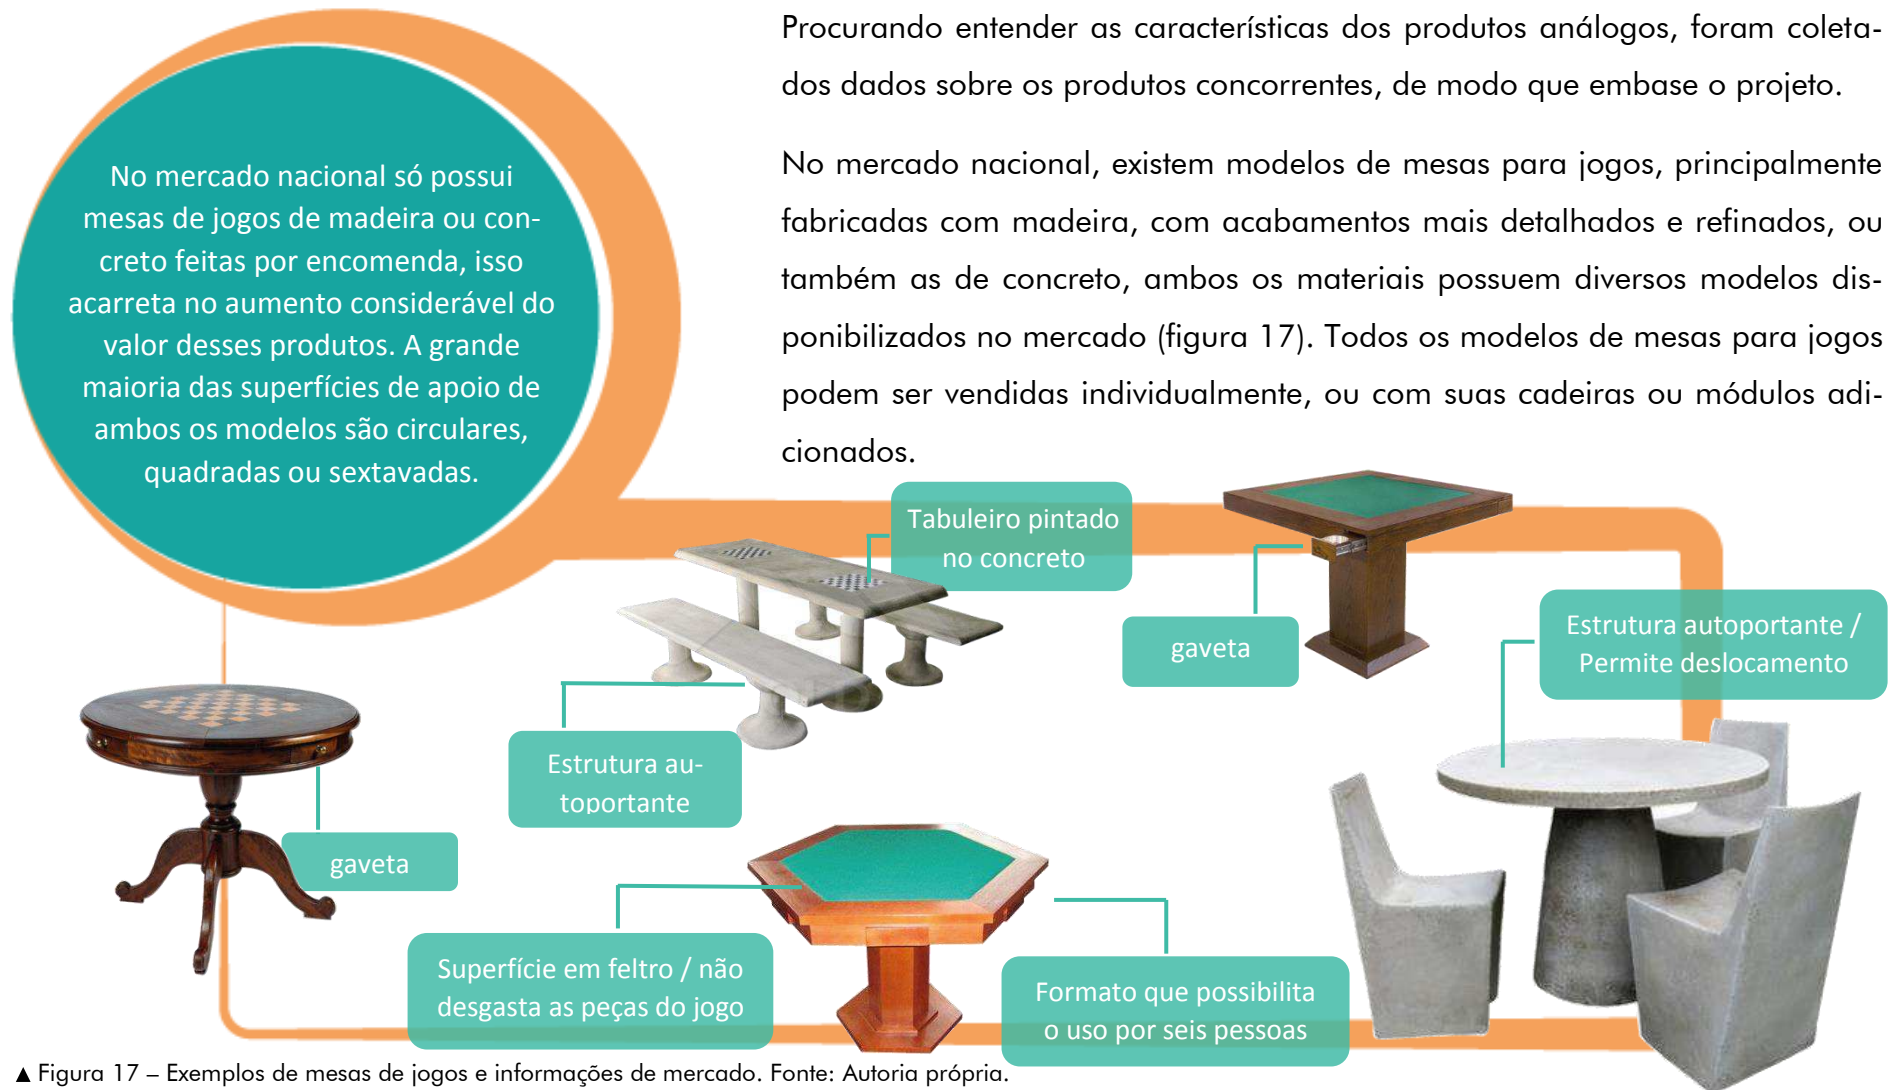 Procurando entender as características dos produtos análogos, foram coleta-
dos dados sobre os produtos concorrentes, de modo que embase o projeto.
No mercado nacional, existem modelos de mesas para jogos, principalmente
fabricadas com madeira, com acabamentos mais detalhados e refinados, ou
também as de concreto, ambos os materiais possuem diversos modelos dis-
ponibilizados no mercado (figura 17). Todos os modelos de mesas para jogos
podem ser vendidas individualmente, ou com suas cadeiras ou módulos adi-
cionados.
No mercado nacional só possui
mesas de jogos de madeira ou con-
creto feitas por encomenda, isso
acarreta no aumento considerável do
valor desses produtos. A grande
maioria das superfícies de apoio de
ambos os modelos são circulares,
quadradas ou sextavadas.
Tabuleiro pintado
no concreto
gaveta
Estrutura autoportante /
Permite deslocamento
Estrutura au-
toportante
gaveta
Superfície em feltro / não
desgasta as peças do jogo
Formato que possibilita
o uso por seis pessoas
▲ Figura 17 – Exemplos de mesas de jogos e informações de mercado. Fonte: Autoria própria.